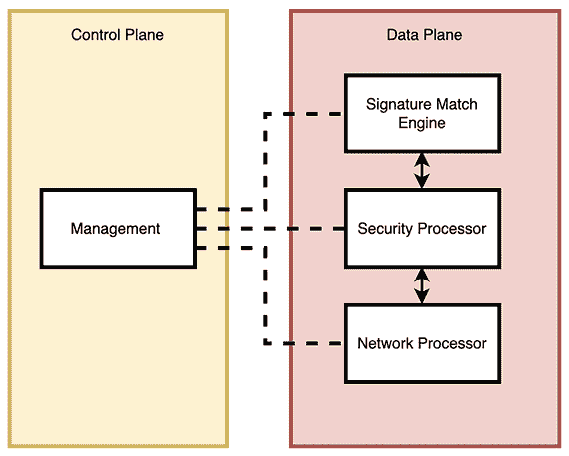 Control Plane
Data Plane
Signature Match
Engine
Management
Security Processor
Network Processor